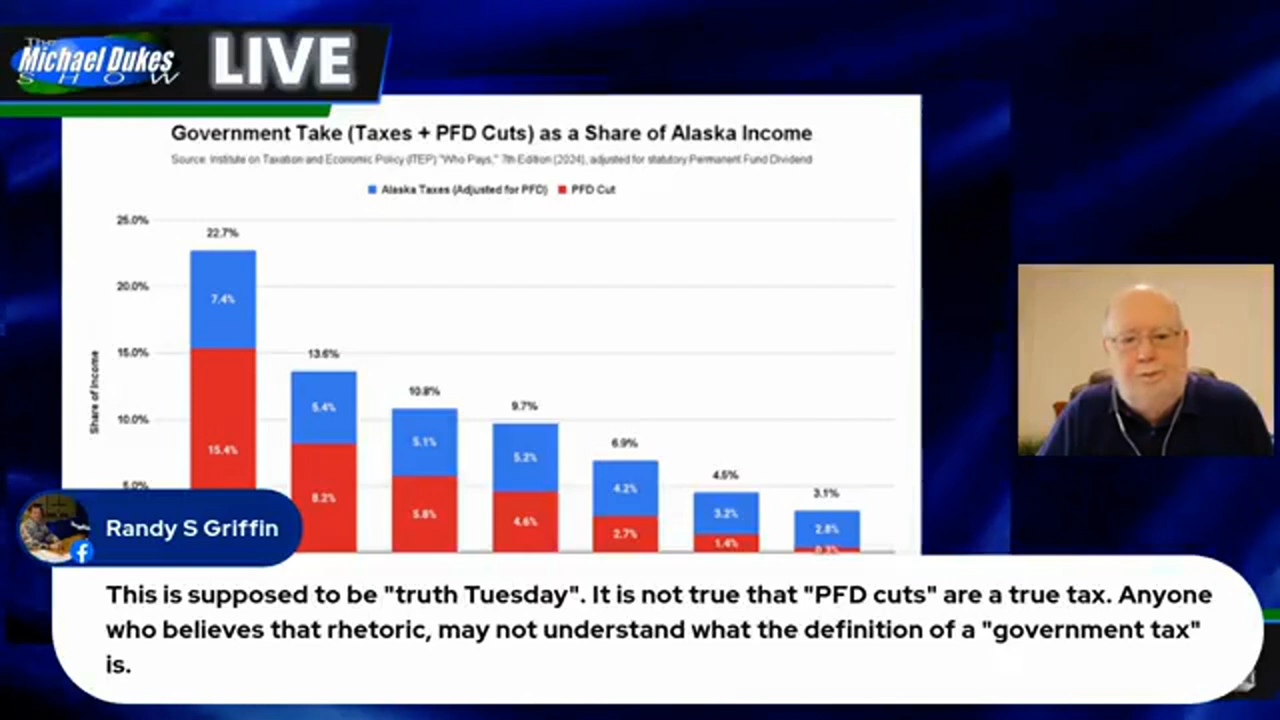 The
Michael Dukes
SHOW
LIVE
Government Take (Taxes + PFD Cuts) as a Share of Alaska Income
Source: Institute on Taxation and Economic Policy (ITEP) "Who Pays," 7th Edition (2024), adjusted for statutory Permanent Fund Dividend
Alaska Taxes (Adjusted for PFD) PFD Cut
Share of Income
25.0%
20.0%
15.0%
10.0%
5.0%
22.7%
7.4%
15.4%
13.6%
5.4%
8.2%
10.8%
5.1%
5.8%
9.7%
5.2%
4.6%
6.9%
4.2%
2.7%
4.5%
3.2%
1.4%
3.1%
2.8%
0.3%
Randy S Griffin
This is supposed to be "truth Tuesday". It is not true that "PFD cuts" are a true tax. Anyone
who believes that rhetoric, may not understand what the definition of a "government tax"
is.